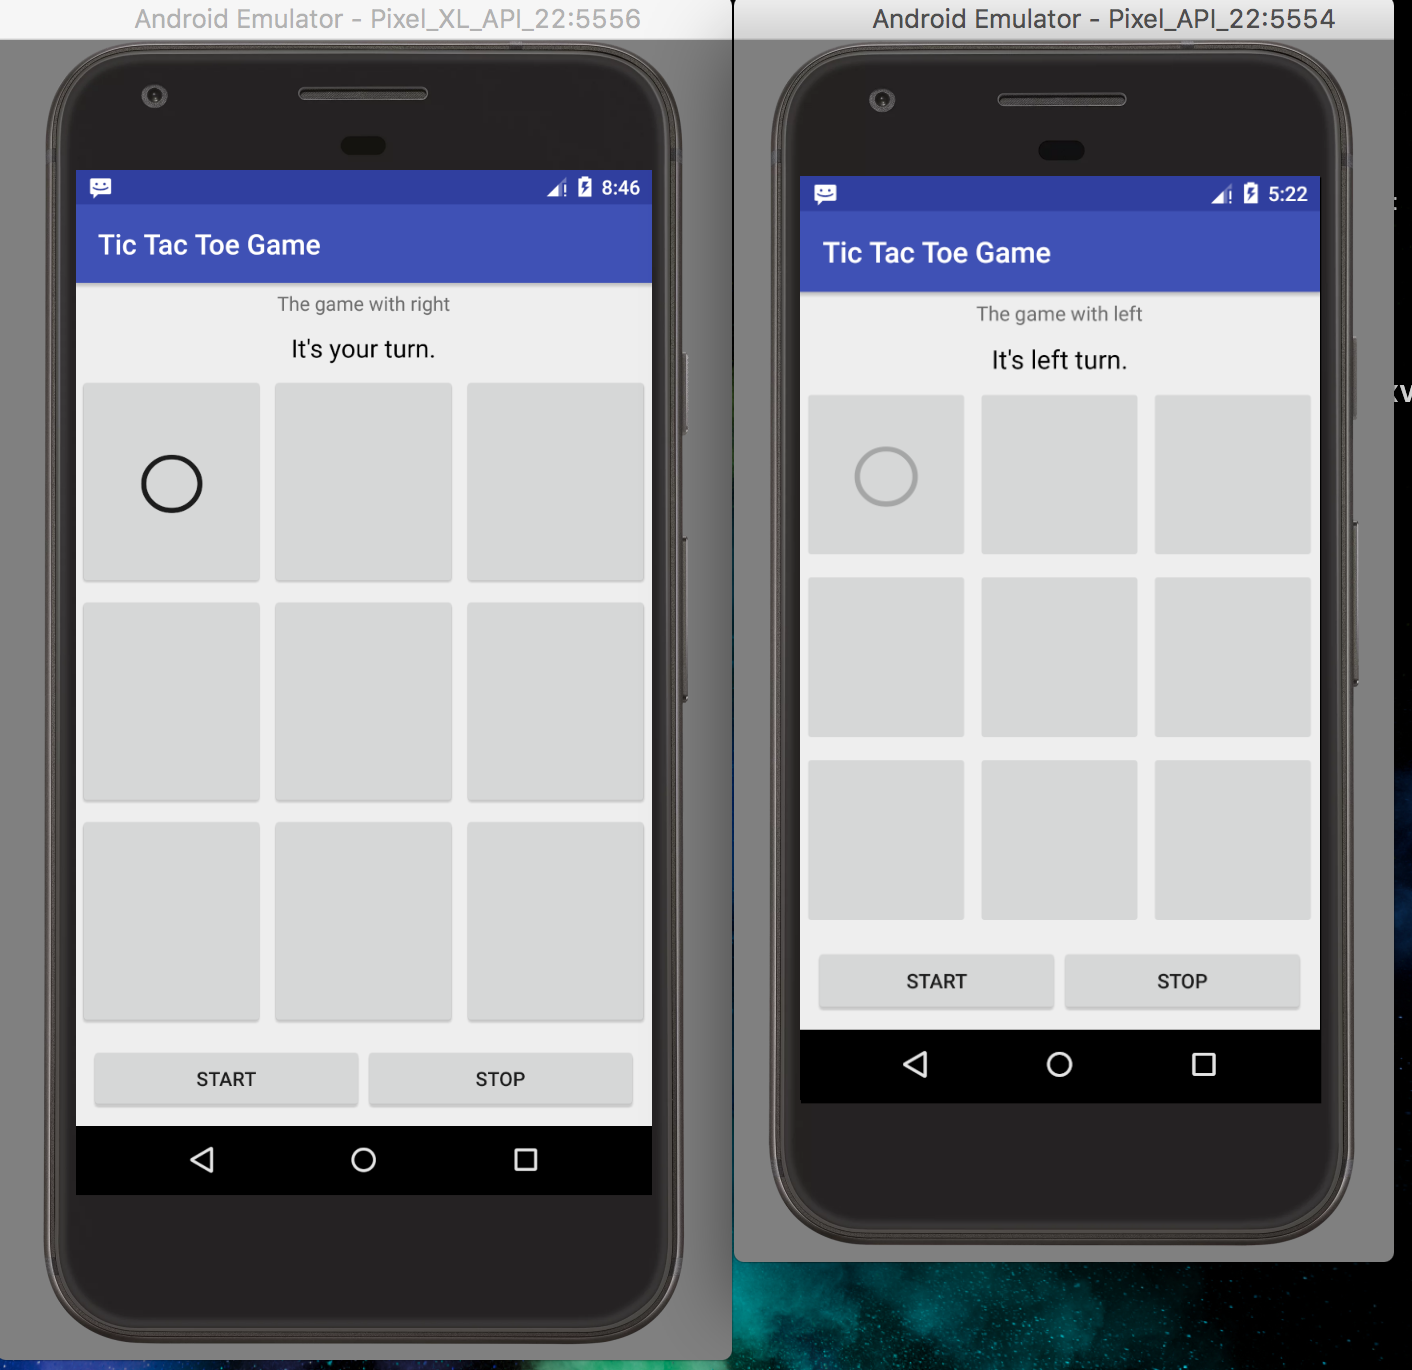 Android Emulator - Pixel_XL_API_22:5556
8:46
Tic Tac Toe Game
The game with right
It's your turn.
START
STOP
Android Emulator - Pixel_API_22:5554
5:22
Tic Tac Toe Game
The game with left
It's left turn.
START
STOP